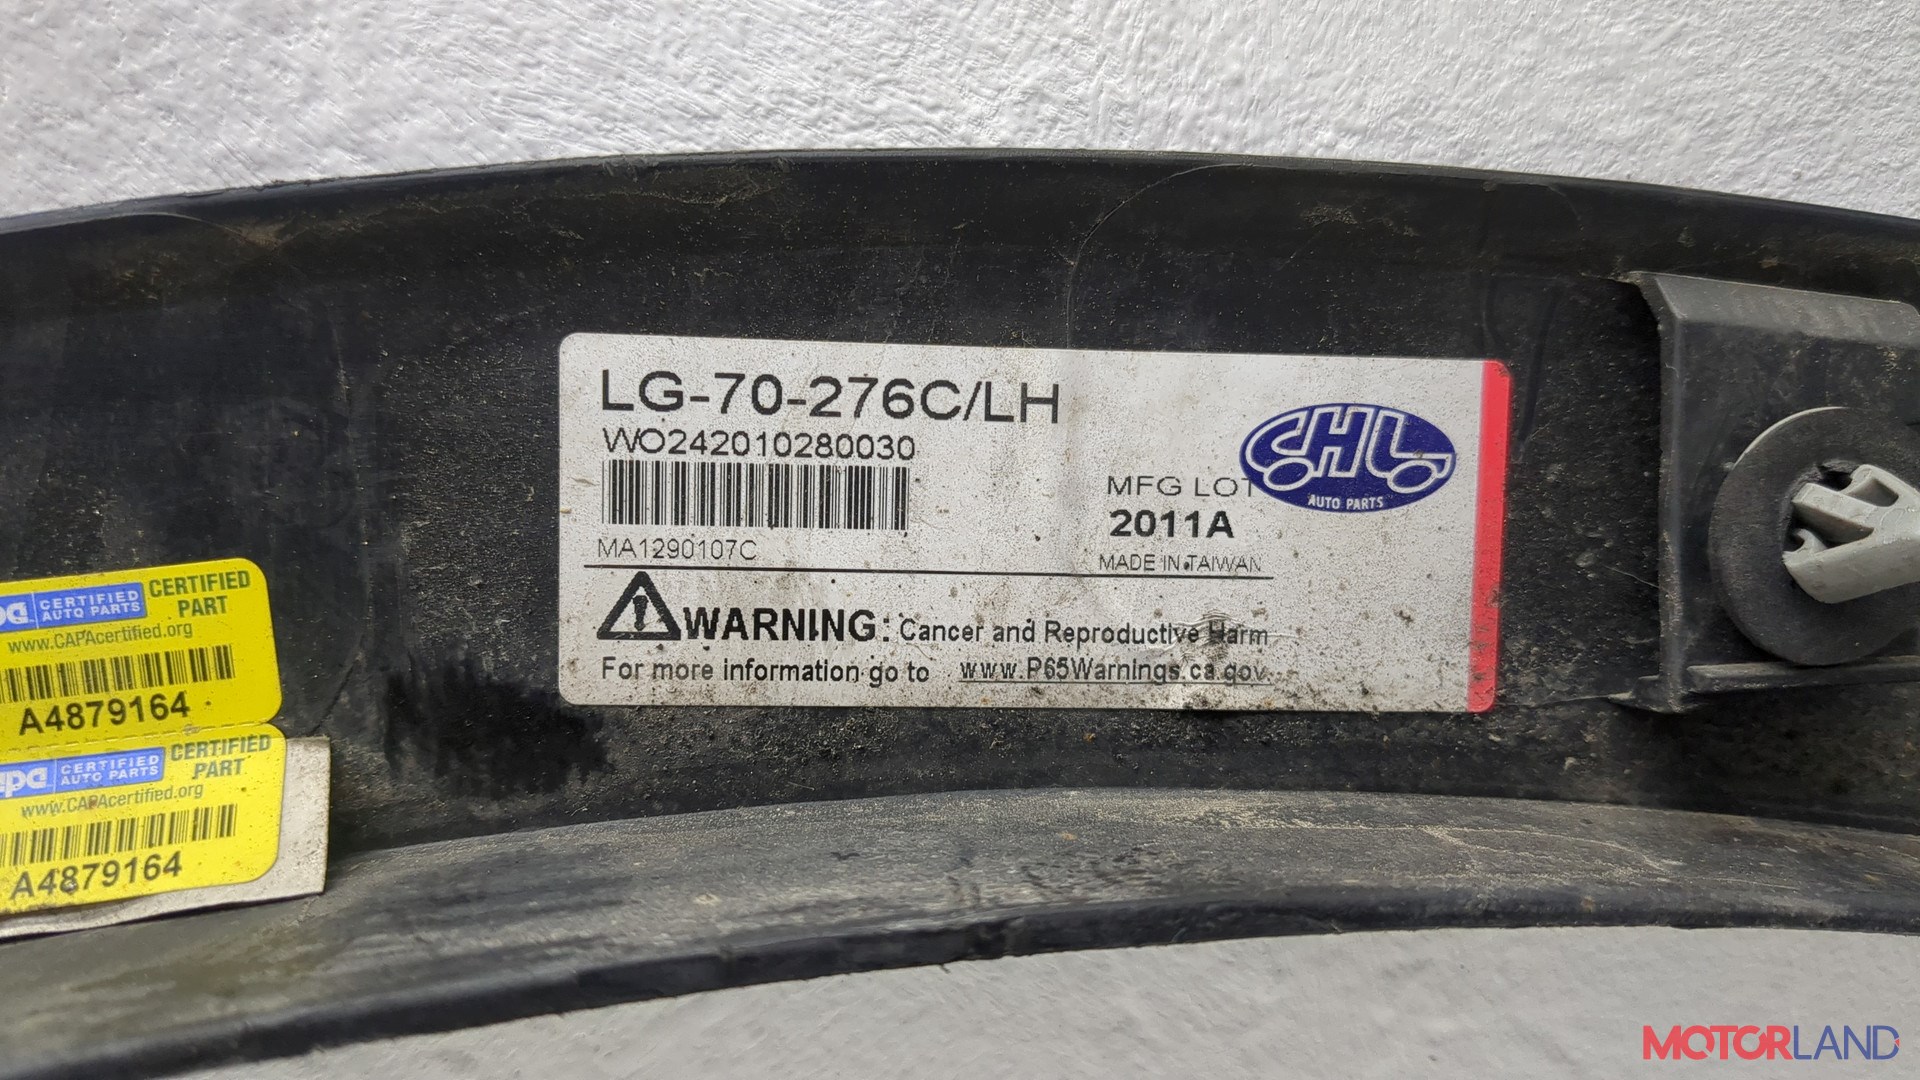 LG-70-276C/LH
WO242010280030
MA1290107C
CHL
AUTO PARTS
MFG LOT
2011A
MADE IN TAIWAN
WARNING: Cancer and Reproductive Harm
For more information go to www.P65Warnings.ca.gov.
CERTIFIED AUTO PARTS
CERTIFIED PART
www.CAPAcertified.org
A4879164
CERTIFIED AUTO PARTS
CERTIFIED PART
www.CAPAcertified.org
A4879164
MOTORLAND